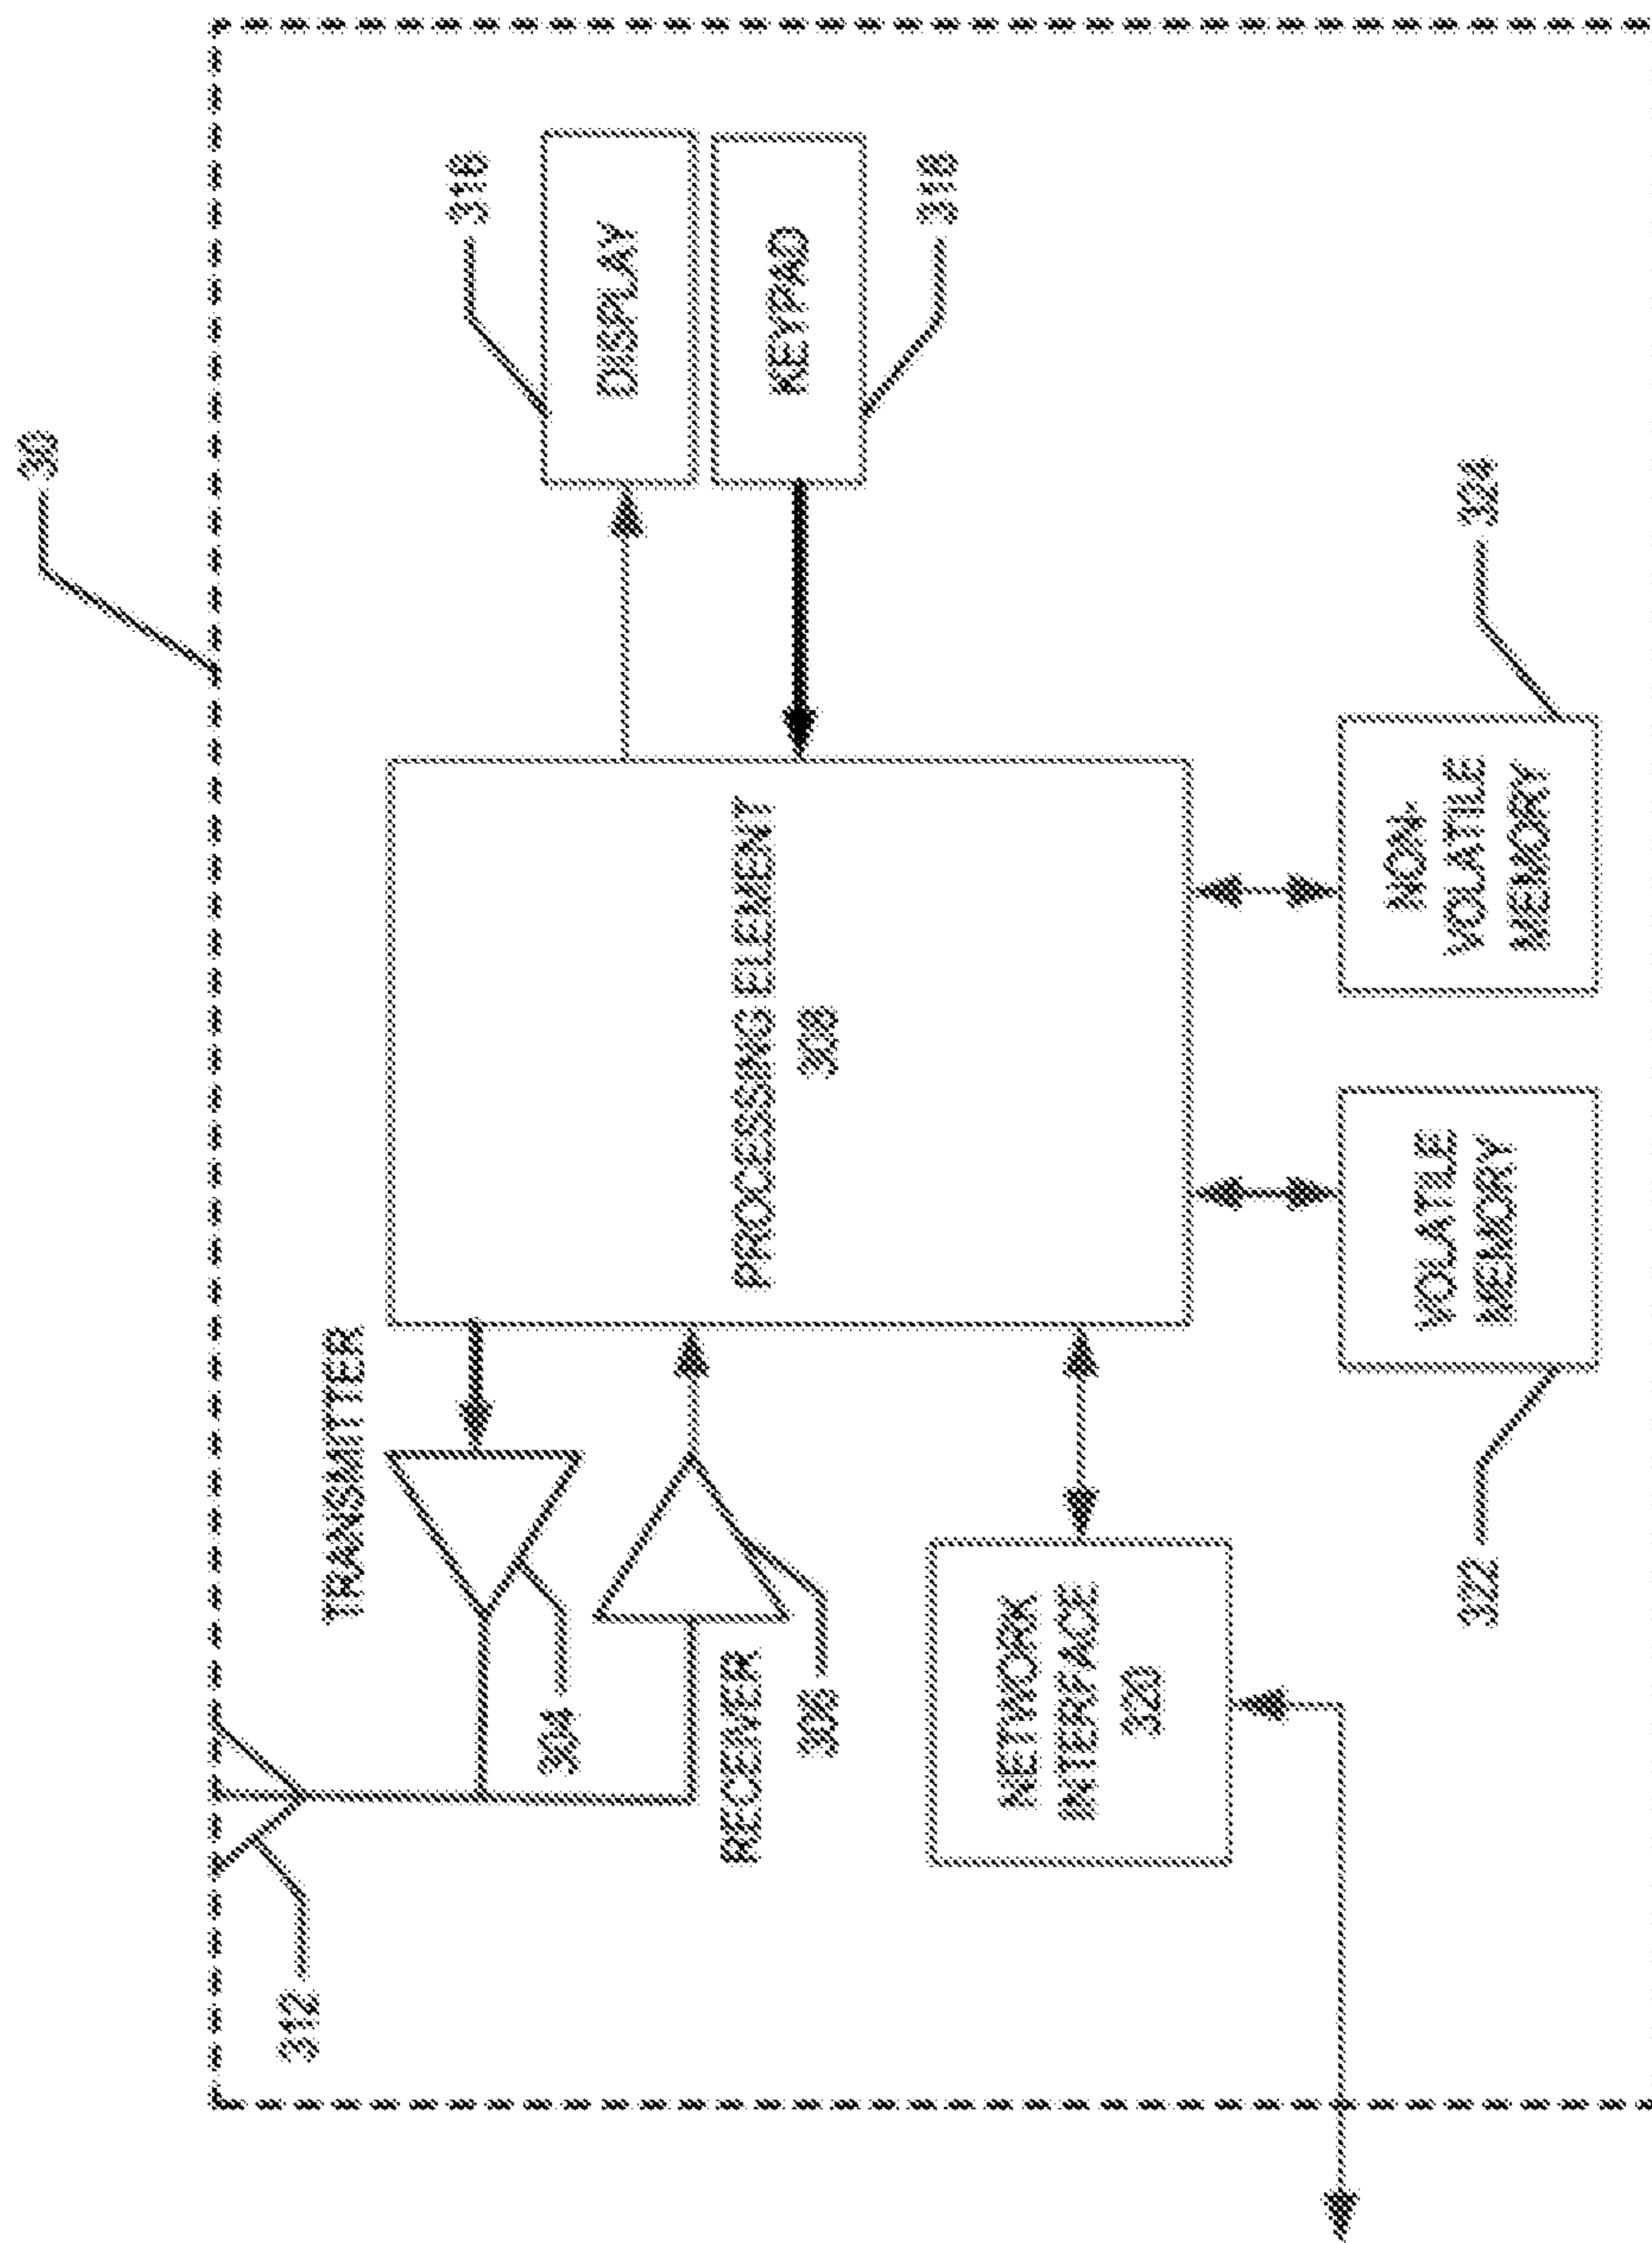 30
312
TRANSMITTER
316
304
DISPLAY
RECEIVER
306
PROCESSING ELEMENT
308
KEYPAD
318
NETWORK
INTERFACE
320
VOLATILE
MEMORY
322
NON-
VOLATILE
MEMORY
324